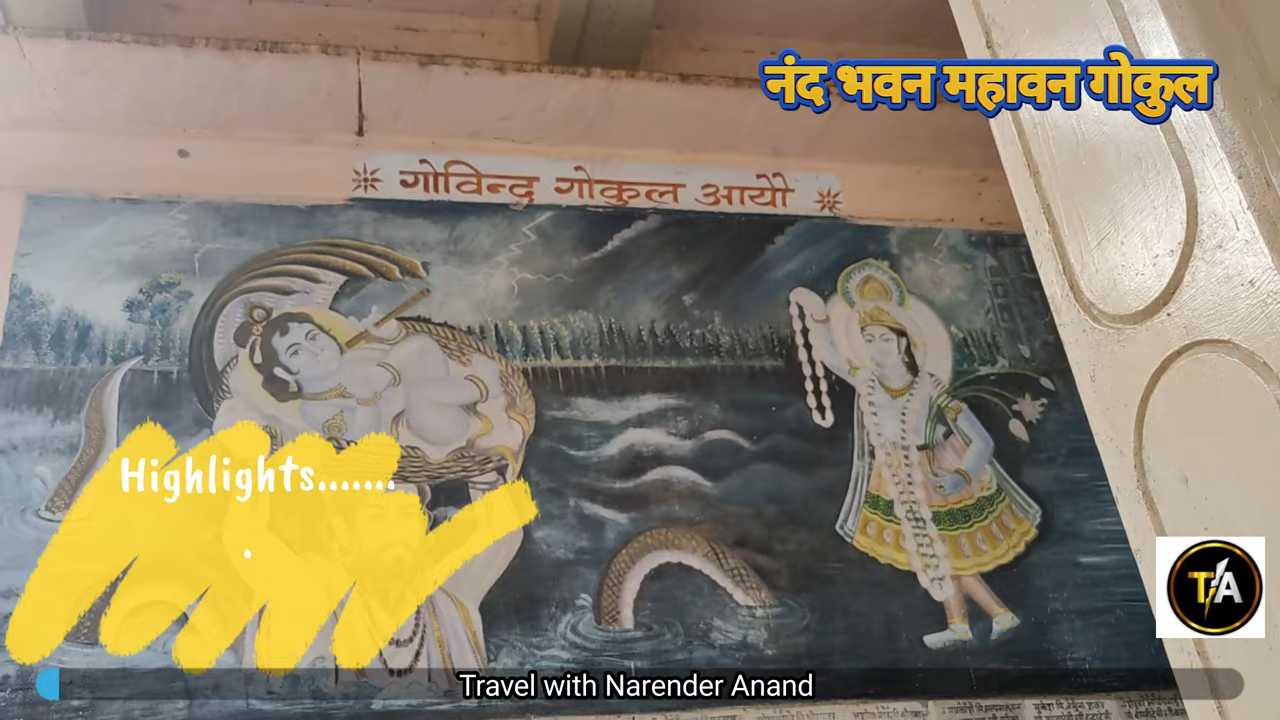 नंद भवन महावन गोकुल
गोविन्द गोकुल आयौ
Highlights.......
.
T/A
Travel with Narender Anand